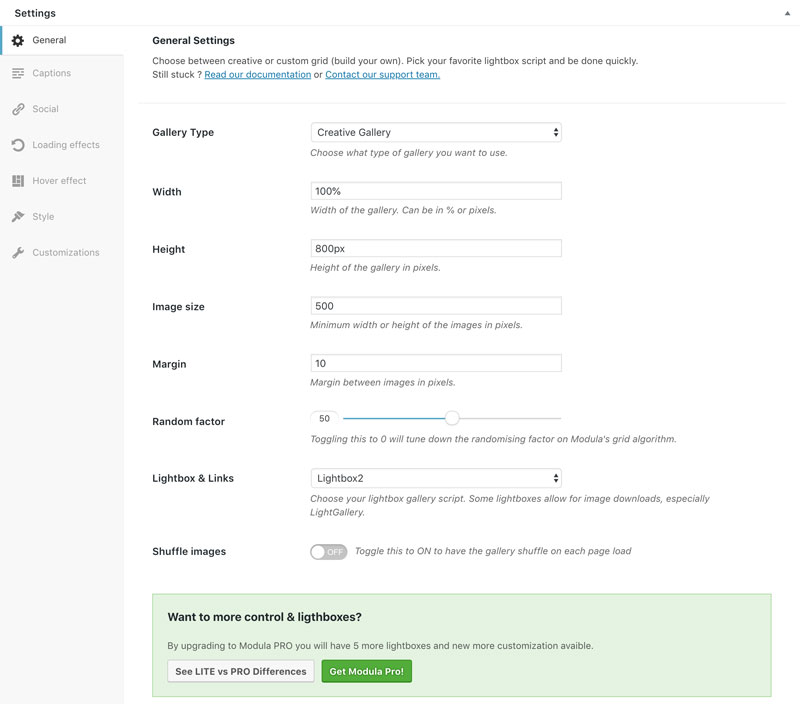 Settings
General
Captions
Social
Loading effects
Hover effect
Style
Customizations
General Settings
Choose between creative or custom grid (build your own). Pick your favorite lightbox script and be done quickly.
Still stuck ? Read our documentation or Contact our support team.
Gallery Type
Creative Gallery
Choose what type of gallery you want to use.
Width
100%
Width of the gallery. Can be in % or pixels.
Height
800px
Height of the gallery in pixels.
Image size
500
Minimum width or height of the images in pixels.
Margin
10
Margin between images in pixels.
Random factor
50
Toggling this to 0 will tune down the randomising factor on Modula's grid algorithm.
Lightbox & Links
Lightbox2
Choose your lightbox gallery script. Some lightboxes allow for image downloads, especially
LightGallery.
Shuffle images
OFF
Toggle this to ON to have the gallery shuffle on each page load
Want to more control & ligthboxes?
By upgrading to Modula PRO you will have 5 more lightboxes and new more customization avaible.
See LITE vs PRO Differences
Get Modula Pro!